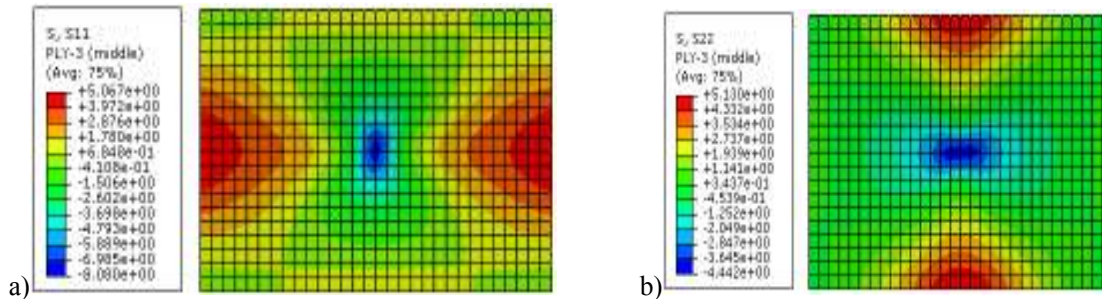 S, S11
PLY-3 (middle)
(Avg: 75%)
+5.067e+00
+3.972e+00
+2.876e+00
+1.780e+00
+6.848e-01
-4.108e-01
-1.506e+00
-2.602e+00
-3.698e+00
-4.793e+00
-5.889e+00
-6.985e+00
-8.080e+00
a)
S, S22
PLY-3 (middle)
(Avg: 75%)
+5.130e+00
+4.332e+00
+3.534e+00
+2.737e+00
+1.939e+00
+1.141e+00
+3.437e-01
-4.539e-01
-1.252e+00
-2.049e+00
-2.847e+00
-3.645e+00
-4.442e+00
b)